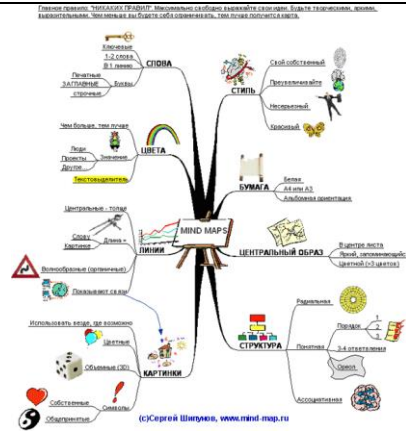 Главное правило "НИКАКИХ ПРАВИЛ". Максимально свободно выражайте свои идеи. Будьте творческими, яркими,
выразительными. Чем меньше вы будете себя ограничивать, тем лучше получится карта.
СЛОВА
Ключевые
1-2 слова
В 1 линию
Буквы
Печатные
ЗАГЛАВНЫЕ
строчные
ЦВЕТА
Чем больше, тем лучше
Значение
Люди
Проекты
Другое...
Текстовыделитель
ЛИНИИ
Центральные - толще
Длина =
Слову
Картинке
Волнообразные (органичные)
Показывают связи
КАРТИНКИ
Использовать везде, где возможно
Цветные
Объемные (3D)
Символы
Собственные
Общепринятые
MIND MAPS
СТИЛЬ
Свой собственный
Преувеличивайте
Несерьезный
Красивый
БУМАГА
Белая
А4 или А3
Альбомная ориентация
ЦЕНТРАЛЬНЫЙ ОБРАЗ
В центре листа
Яркий, запоминающийс
Цветной (>3 цветов)
СТРУКТУРА
Радиальная
Понятная
Порядок
1
2
3
3-4 ответвления
Ореол
Ассоциативная
(с)Сергей Шипунов, www.mind-map.ru